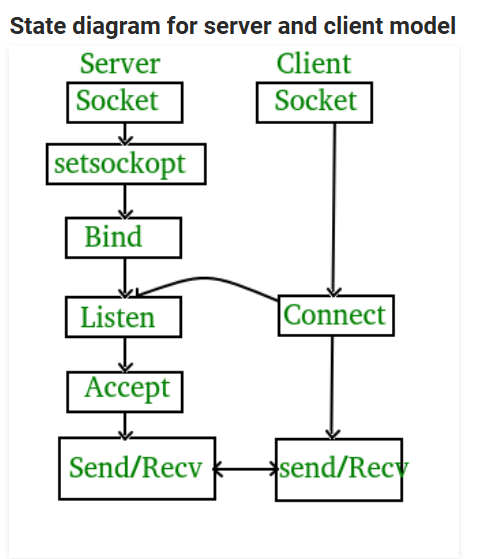 State diagram for server and client model
Server
Client
Socket
Socket
setsockopt
Bind
Listen
Connect
Accept
Send/Recv
send/Recv